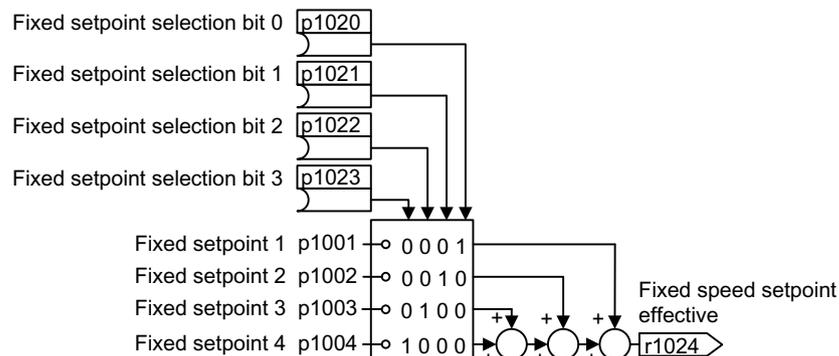 Fixed setpoint selection bit 0 p1020
Fixed setpoint selection bit 1 p1021
Fixed setpoint selection bit 2 p1022
Fixed setpoint selection bit 3 p1023
Fixed setpoint 1 p1001 0 0 0 1
Fixed setpoint 2 p1002 0 0 1 0
Fixed speed setpoint
Fixed setpoint 3 p1003 0 1 0 0 + + + effective
Fixed setpoint 4 p1004 1 0 0 0 r1024